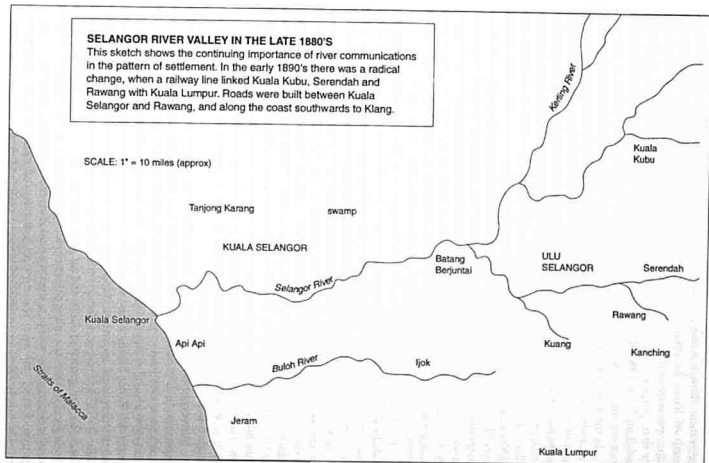 SELANGOR RIVER VALLEY IN THE LATE 1880'S
This sketch shows the continuing importance of river communications
in the pattern of settlement. In the early 1890's there was a radical
change, when a railway line linked Kuala Kubu, Serendah and
Rawang with Kuala Lumpur. Roads were built between Kuala
Selangor and Rawang, and along the coast southwards to Klang.
Kerling River
SCALE: 1" = 10 miles (approx)
Kuala
Kubu
Tanjong Karang
swamp
KUALA SELANGOR
Batang
Berjuntai
ULU
SELANGOR
Serendah
Selangor River
Kuala Selangor
Rawang
Api Api
Kuang
Kanching
Buloh River
Ijok
Straits of Malacca
Jeram
Kuala Lumpur